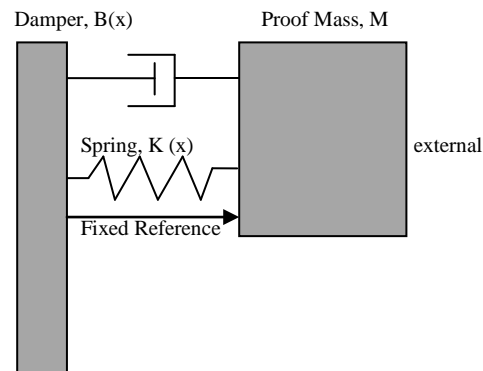 Damper, B(x)
Proof Mass, M
Spring, K (x)
external
Fixed Reference